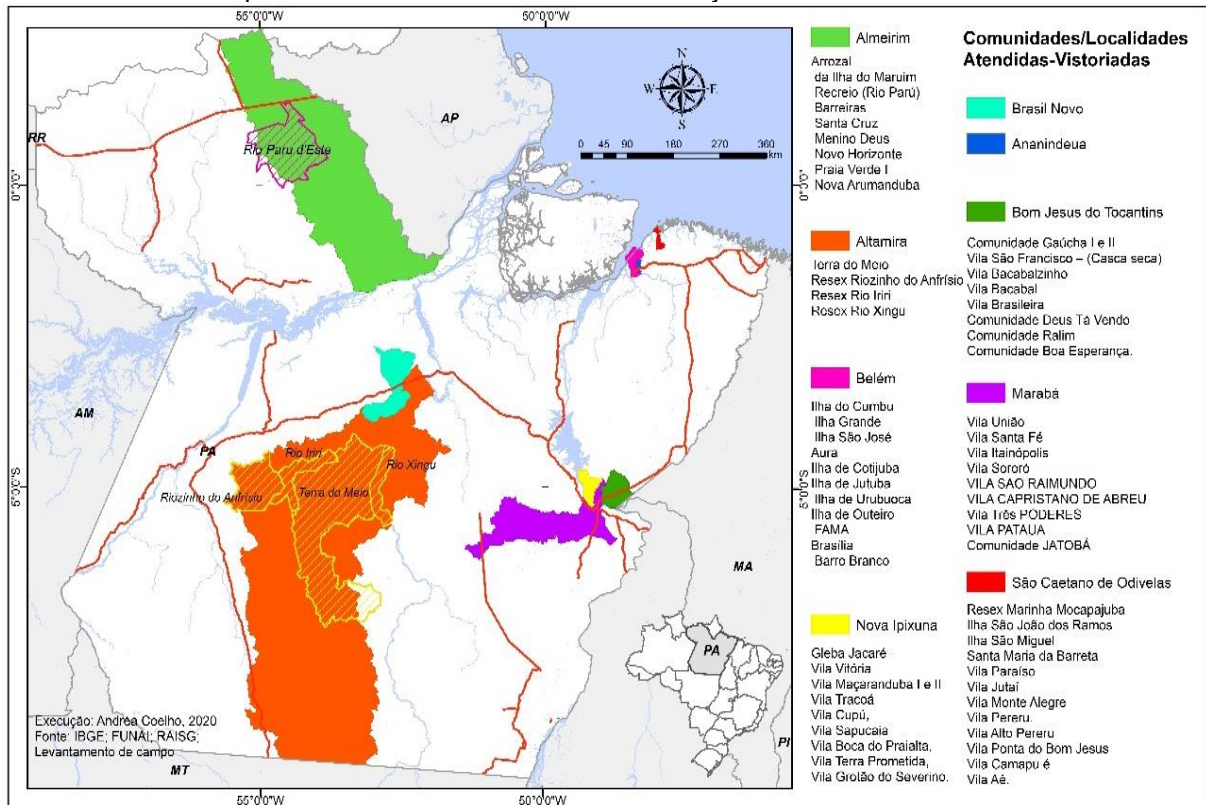 55°0'0"W
50°0'0"W
0°0'0"
0°0'0"
5°0'0"S
5°0'0"S
55°0'0"W
50°0'0"W
RR
AP
AM
PA
MA
MT
PI
PA
N
W
E
S
0 45 90 180 270 360
km
Rio Paru d'Este
Rio Iriri
Rio Xingu
Riozinho do Anfrísio
Terra do Meio
Execução: Andréa Coelho, 2020
Fonte: IBGE; FUNAI; RAISG;
Levantamento de campo
Almeirim
Arrozal
da Ilha do Maruim
Recreio (Rio Parú)
Barreiras
Santa Cruz
Menino Deus
Novo Horizonte
Praia Verde I
Nova Arumanduba
Altamira
Terra do Meio
Resex Riozinho do Anfrísio
Resex Rio Iriri
Resex Rio Xingu
Belém
Ilha do Cumbu
Ilha Grande
Ilha São José
Aura
Ilha de Cotijuba
Ilha de Jutuba
Ilha de Urubuoca
Ilha de Outeiro
FAMA
Brasília
Barro Branco
Nova Ipixuna
Gleba Jacaré
Vila Vitória
Vila Maçaranduba I e II
Vila Tracoá
Vila Cupú,
Vila Sapucaia
Vila Boca do Praialta,
Vila Terra Prometida,
Vila Grotão do Severino.
Comunidades/Localidades
Atendidas-Vistoriadas
Brasil Novo
Ananindeua
Bom Jesus do Tocantins
Comunidade Gaúcha I e II
Vila São Francisco – (Casca seca)
Vila Bacabalzinho
Vila Bacabal
Vila Brasileira
Comunidade Deus Tá Vendo
Comunidade Ralim
Comunidade Boa Esperança.
Marabá
Vila União
Vila Santa Fé
Vila Itainópolis
Vila Sororó
VILA SAO RAIMUNDO
VILA CAPRISTANO DE ABREU
Vila Três PODERES
VILA PATAUA
Comunidade JATOBÁ
São Caetano de Odivelas
Resex Marinha Mocapajuba
Ilha São João dos Ramos
Ilha São Miguel
Santa Maria da Barreta
Vila Paraíso
Vila Jutaí
Vila Monte Alegre
Vila Pereru.
Vila Alto Pereru
Vila Ponta do Bom Jesus
Vila Camapu é
Vila Aê.